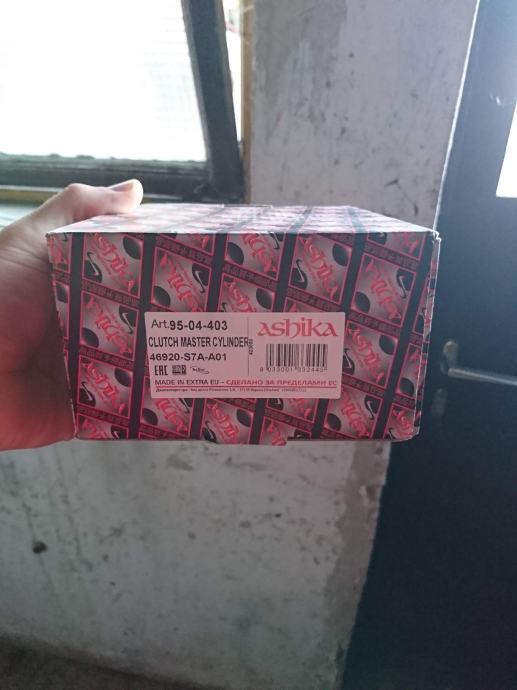 Art.95-04-403
CLUTCH MASTER CYLINDER
46920-S7A-A01
EAC
ashika
8 033001 332445
MADE IN EXTRA EU - СДЕЛАНО ЗА ПРЕДЕЛАМИ ЕС